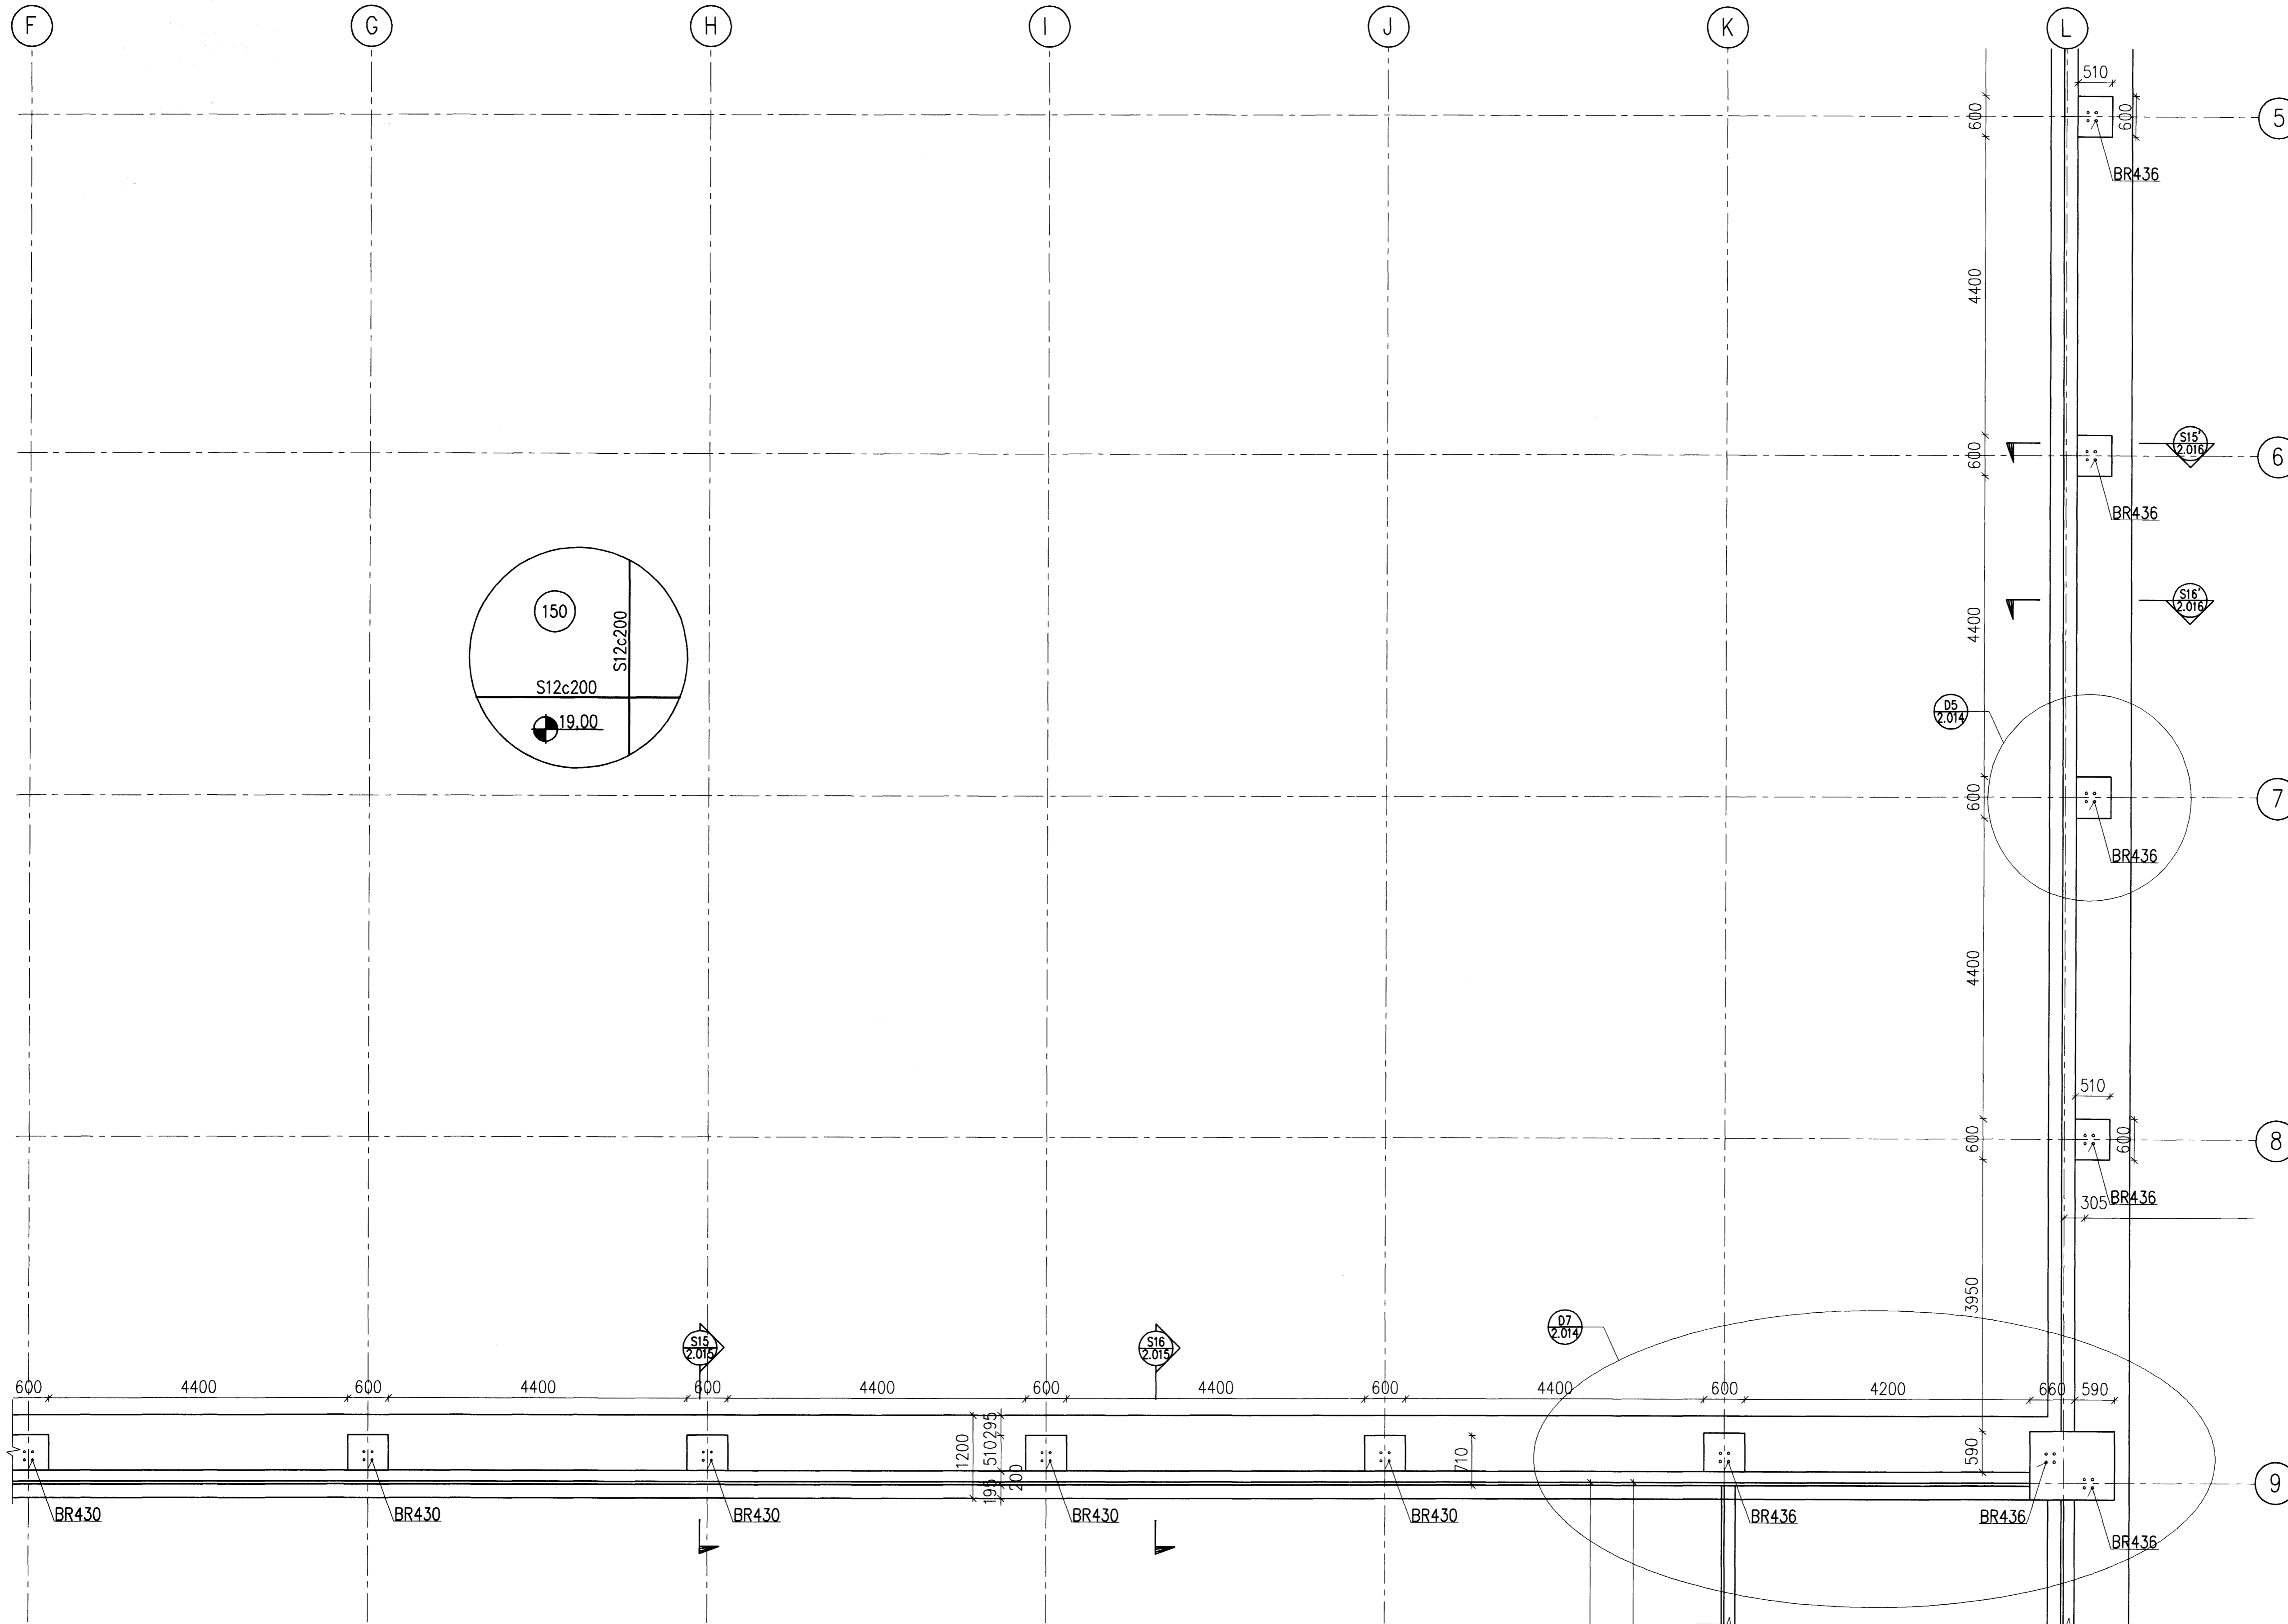 F G H I J K L
510
600 600 5
BR436
4400
600 S15' 2.016 6
BR436
S16' 2.016
4400
150
S12c200
S12c200
19,00
D5 2.014
600 7
BR436
4400
510
600 600 8
BR436
305
3950
D7 2.014
S15 2.015
S16 2.015
600 4400 600 4400 600 4400 600 4400 600 4400 600 4200 660 590
1200 295 510 200 195
710
590
9
BR430 BR430 BR430 BR430 BR430 BR436 BR436
BR436